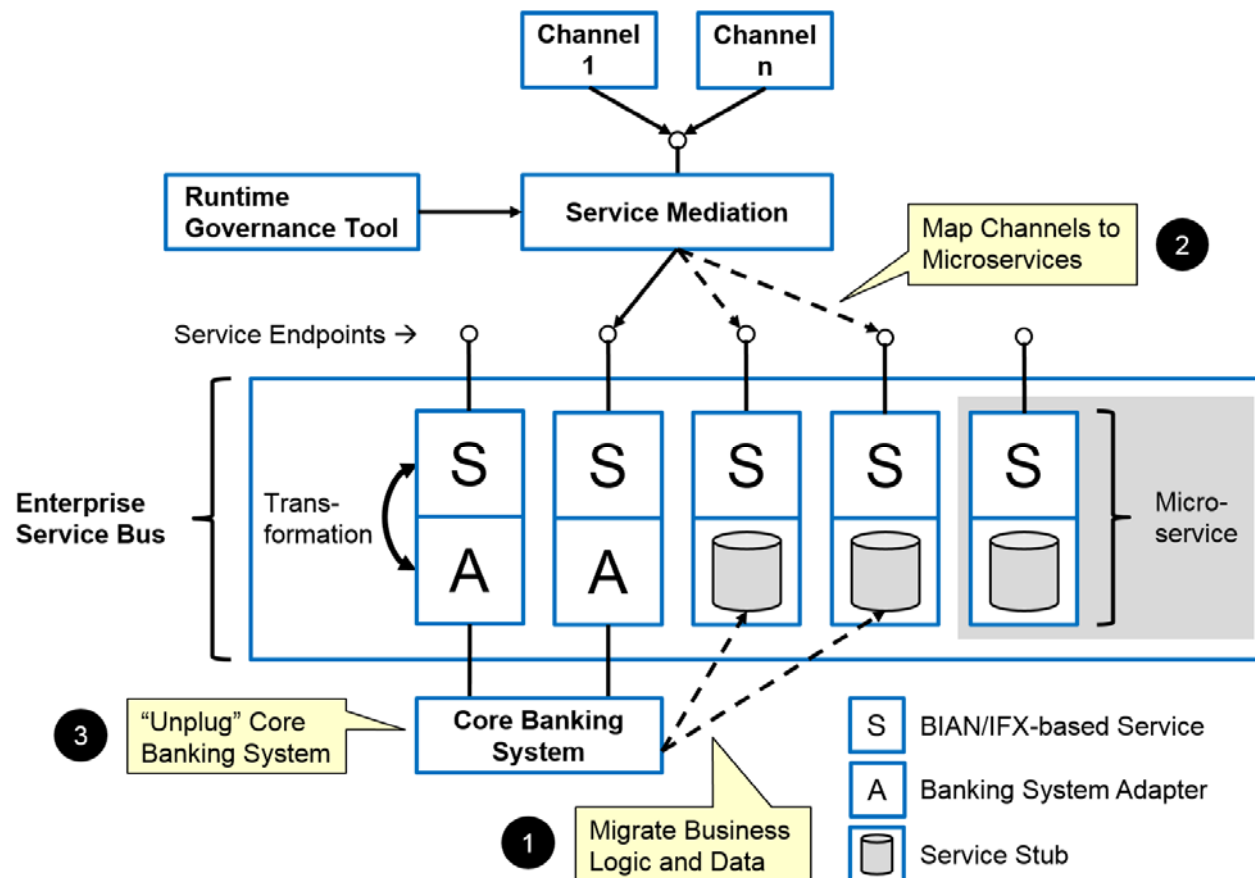 Channel
1
Channel
n
Runtime
Governance Tool
Service Mediation
Map Channels to
Microservices
2
Service Endpoints →
Enterprise
Service Bus
Trans-
formation
S
S
S
S
S
A
A
Micro-
service
3
“Unplug” Core
Banking System
Core Banking
System
1
Migrate Business
Logic and Data
S
BIAN/IFX-based Service
A
Banking System Adapter
Service Stub